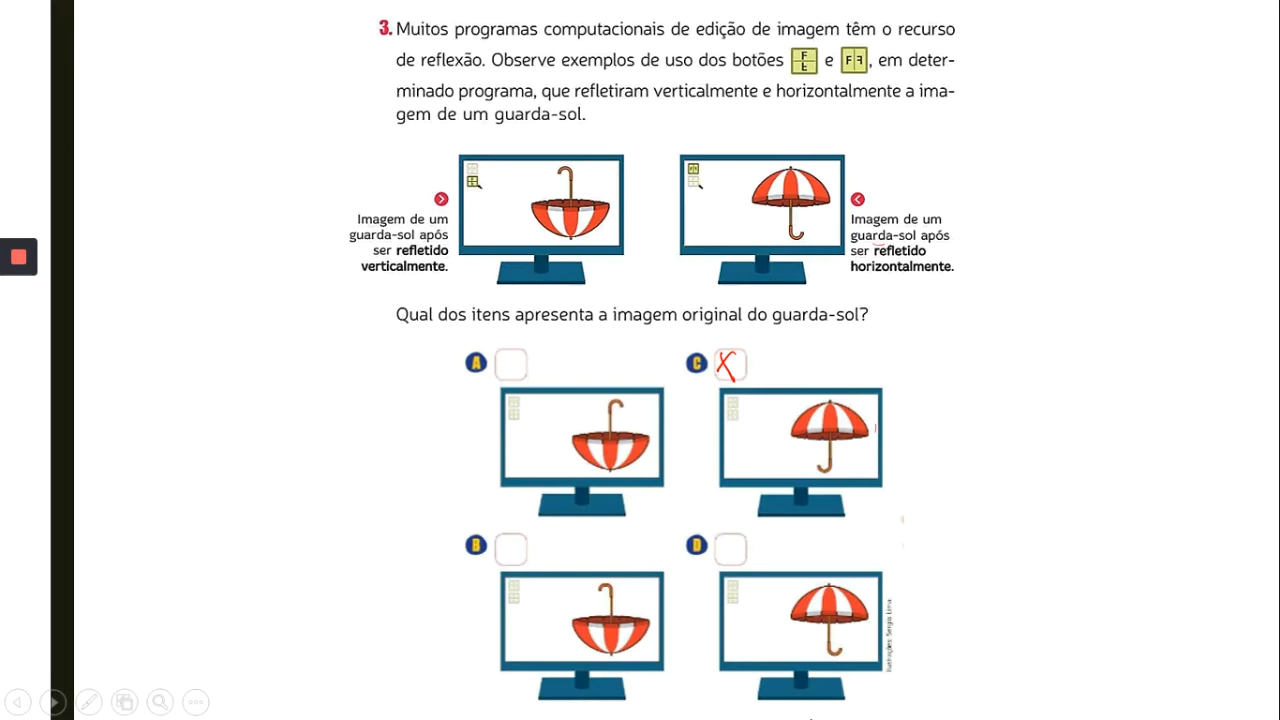 3. Muitos programas computacionais de edição de imagem têm o recurso
de reflexão. Observe exemplos de uso dos botões F F e F F, em deter-
minado programa, que refletiram verticalmente e horizontalmente a ima-
gem de um guarda-sol.
Imagem de um
guarda-sol após
ser refletido
verticalmente.
Imagem de um
guarda-sol após
ser refletido
horizontalmente.
Qual dos itens apresenta a imagem original do guarda-sol?
A
C X
B
D
Ilustrações: Sergio Lima